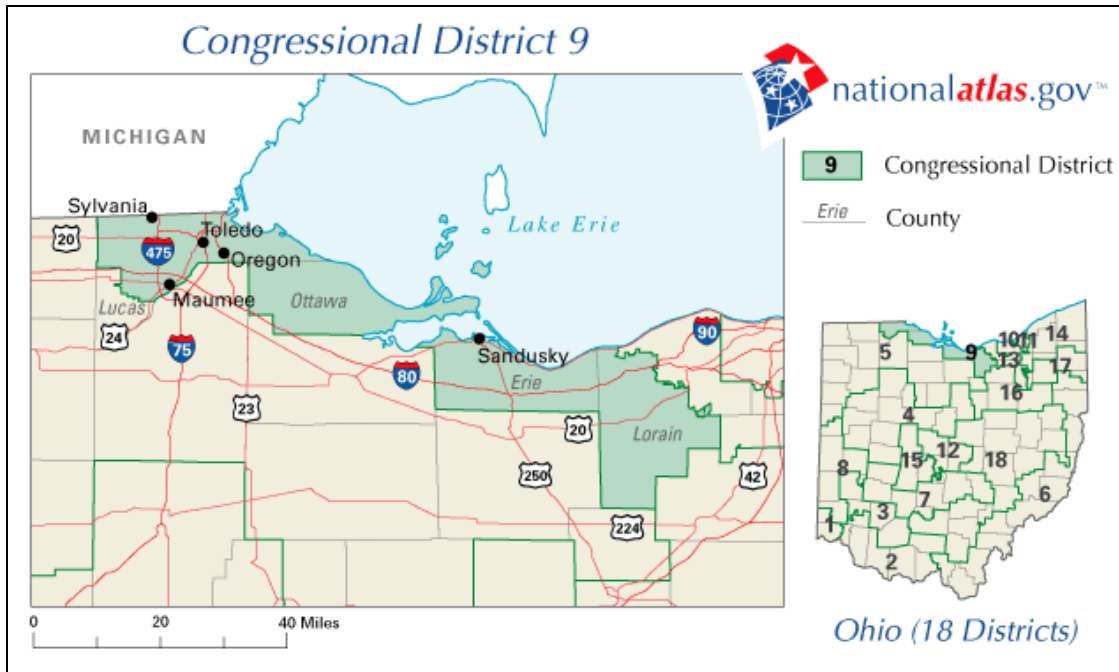 Congressional District 9
nationalatlas.gov™
9 Congressional District
Erie County
MICHIGAN
Sylvania
20
Toledo
475
Oregon
Lake Erie
Lucas
Maumee
Ottawa
24
75
80
23
Sandusky
Erie
90
20
Lorain
250
42
224
0 20 40 Miles
5
9
10
11
14
13
17
16
4
12
15
18
8
6
7
3
1
2
Ohio (18 Districts)